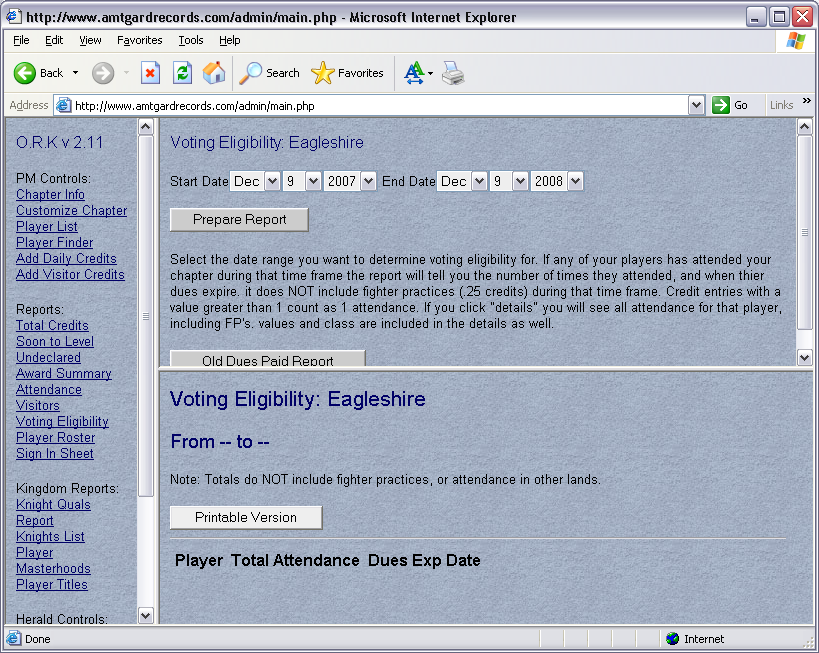 http://www.amtgardrecords.com/admin/main.php - Microsoft Internet Explorer
File Edit View Favorites Tools Help
Back Search Favorites
Address http://www.amtgardrecords.com/admin/main.php Go Links »
O.R.K v 2.11
PM Controls:
Chapter Info
Customize Chapter
Player List
Player Finder
Add Daily Credits
Add Visitor Credits
Reports:
Total Credits
Soon to Level
Undeclared
Award Summary
Attendance
Visitors
Voting Eligibility
Player Roster
Sign In Sheet
Kingdom Reports:
Knight Quals
Report
Knights List
Player
Masterhoods
Player Titles
Herald Controls:
Voting Eligibility: Eagleshire
Start Date Dec 9 2007 End Date Dec 9 2008
Prepare Report
Select the date range you want to determine voting eligibility for. If any of your players has attended your
chapter during that time frame the report will tell you the number of times they attended, and when thier
dues expire. it does NOT include fighter practices (.25 credits) during that time frame. Credit entries with a
value greater than 1 count as 1 attendance. If you click "details" you will see all attendance for that player,
including FP's. values and class are included in the details as well.
Old Dues Paid Report
Voting Eligibility: Eagleshire
From -- to --
Note: Totals do NOT include fighter practices, or attendance in other lands.
Printable Version
Player Total Attendance Dues Exp Date
Done Internet